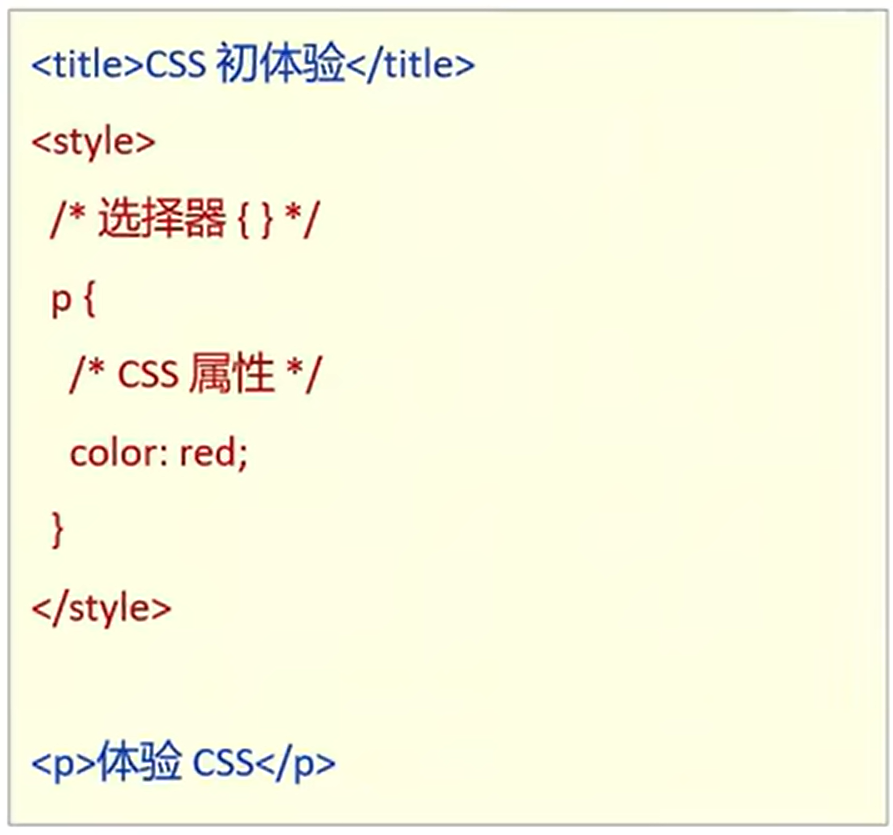 <title>CSS 初体验</title>
<style>
/* 选择器 { } */
p {
/* CSS 属性 */
color: red;
}
</style>
<p>体验 CSS</p>